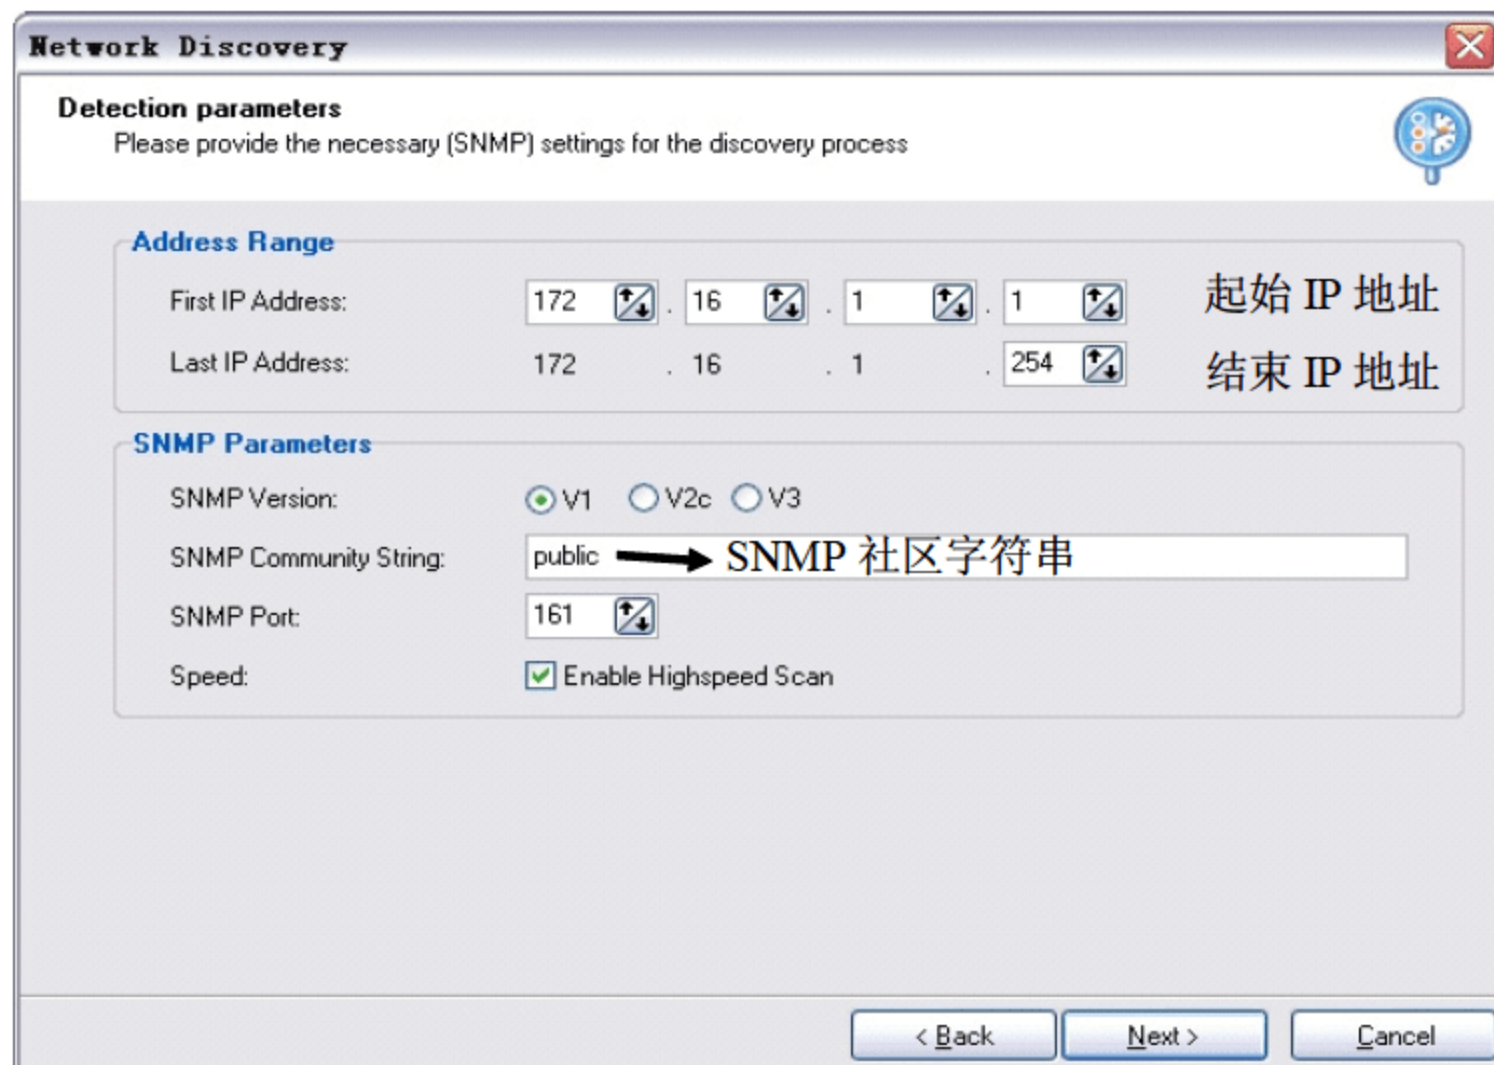 Network Discovery
Detection parameters
Please provide the necessary (SNMP) settings for the discovery process
Address Range
First IP Address: 172 . 16 . 1 . 1 起始 IP 地址
Last IP Address: 172 . 16 . 1 . 254 结束 IP 地址
SNMP Parameters
SNMP Version: V1 V2c V3
SNMP Community String: public SNMP 社区字符串
SNMP Port: 161
Speed: Enable Highspeed Scan
< Back Next > Cancel